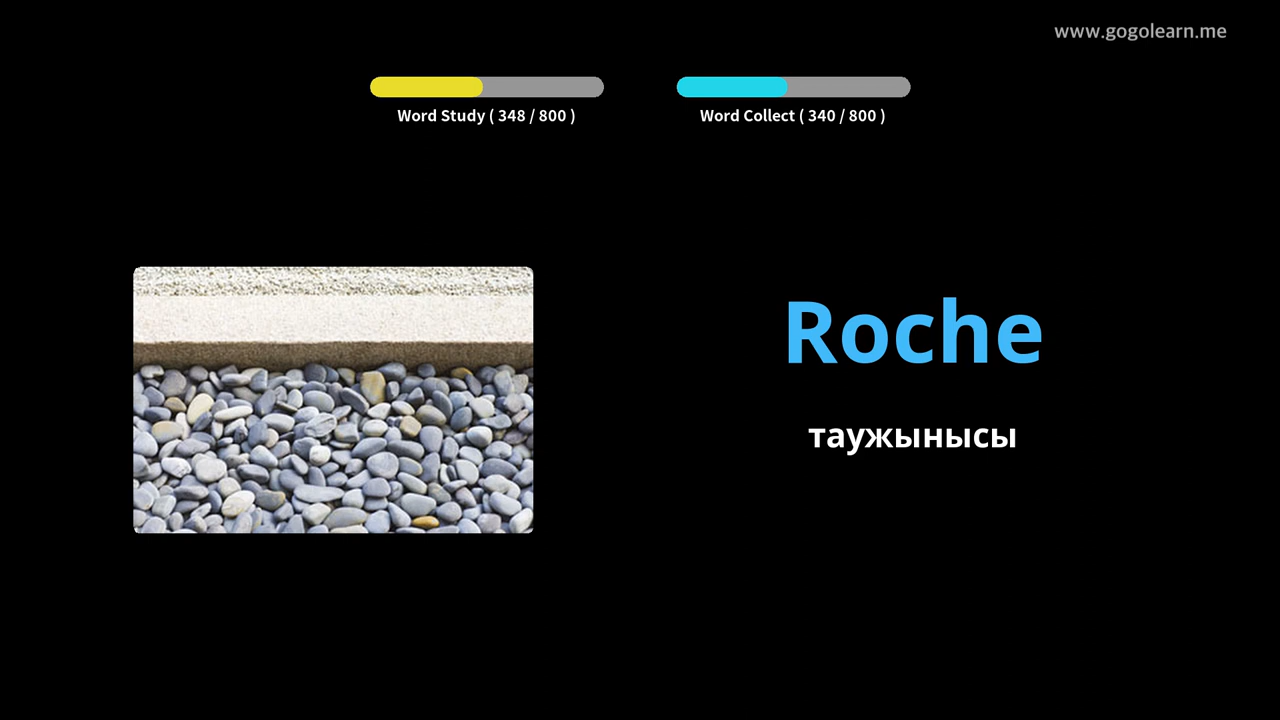 www.gogolearn.me
Word Study ( 348 / 800 )
Word Collect ( 340 / 800 )
Roche
таужынысы